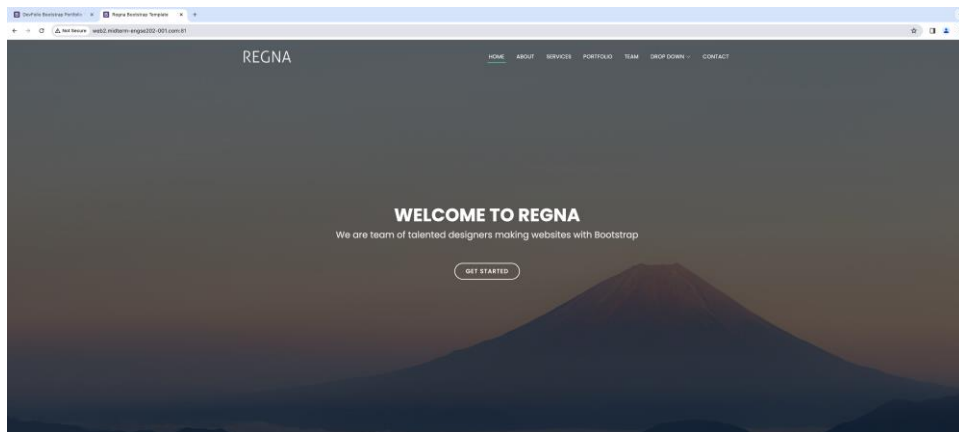 DevFolio Bootstrap Portfolio
Regna Bootstrap Template
Not Secure web2.midterm-engse202-001.com:81
REGNA
HOME ABOUT SERVICES PORTFOLIO TEAM DROP DOWN CONTACT
WELCOME TO REGNA
We are team of talented designers making websites with Bootstrap
GET STARTED